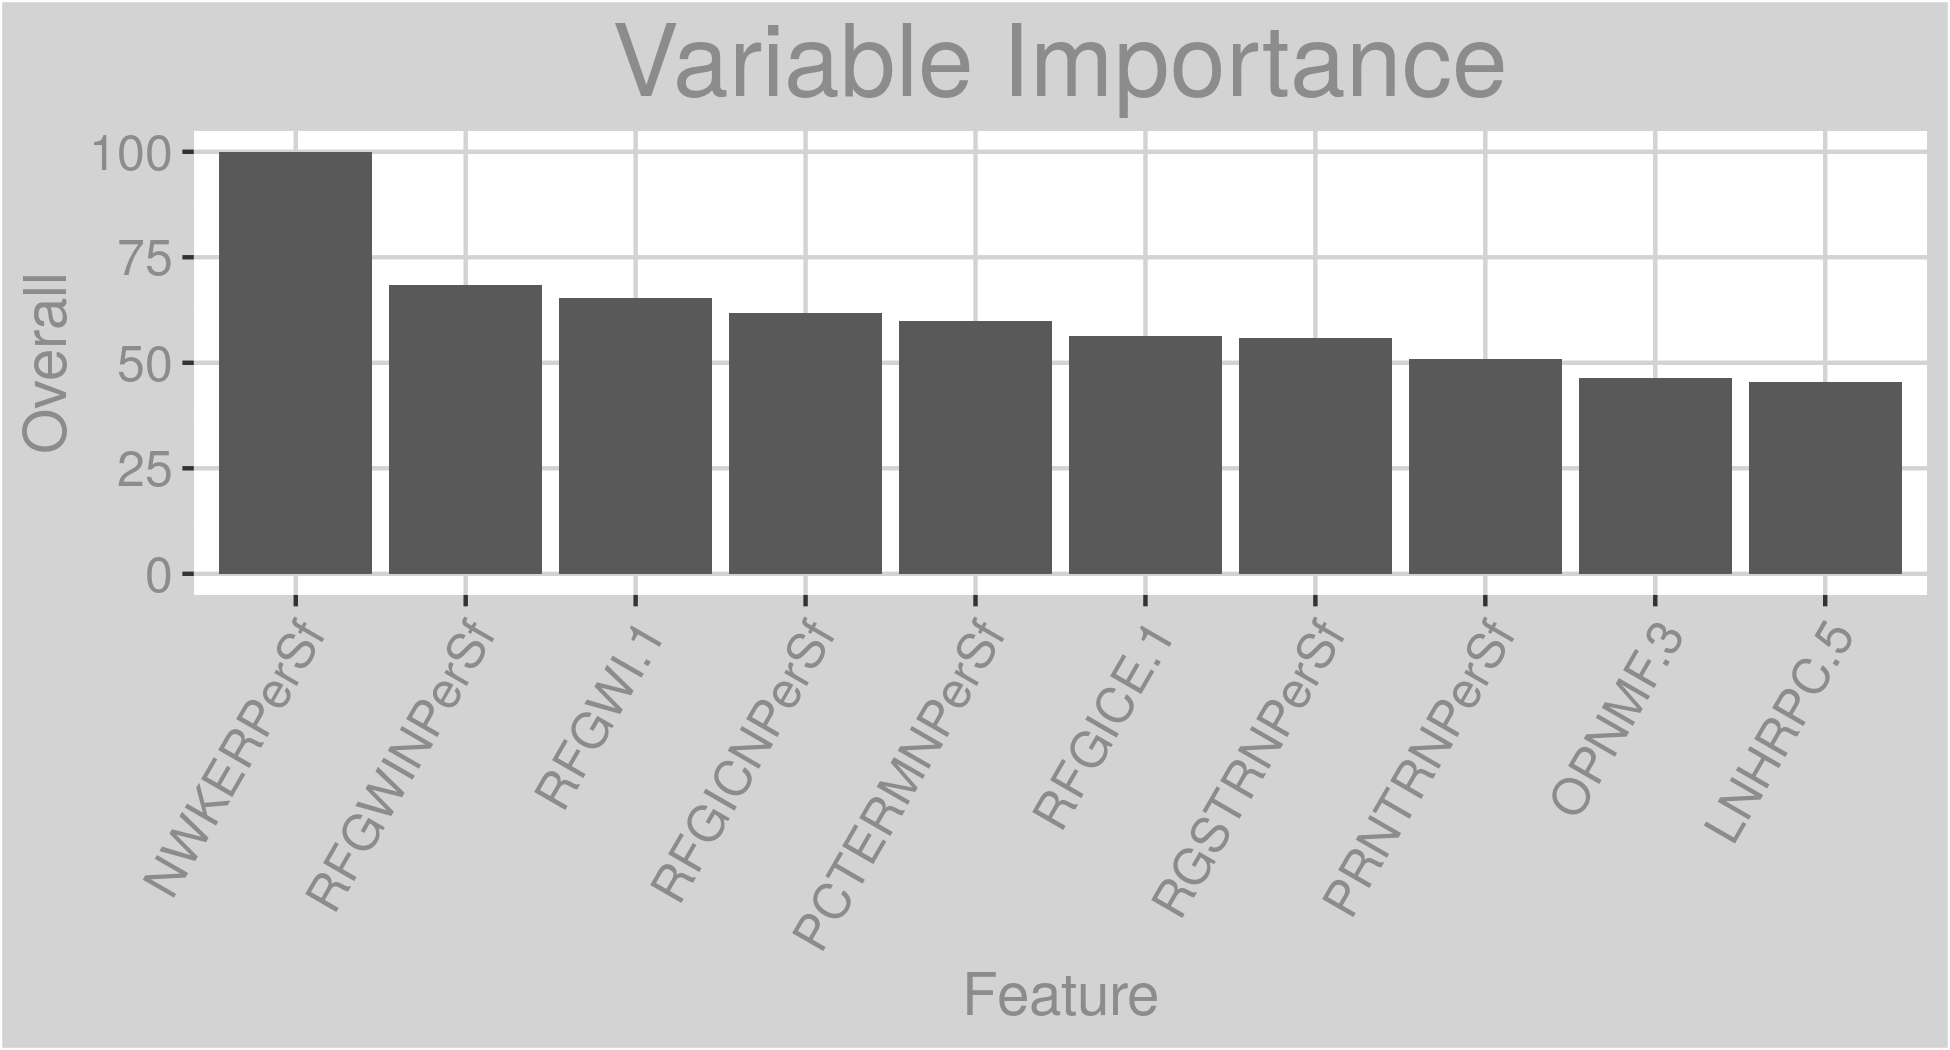 Variable Importance
100
75
50
25
0
Overall
NWKERPerSf
RFGWINPerSf
RFGWI.1
RFGICNPerSf
PCTERMNPerSf
RFGICE.1
RGSTRNPerSf
PRNTRNPerSf
OPNMF.3
LNHRPC.5
Feature